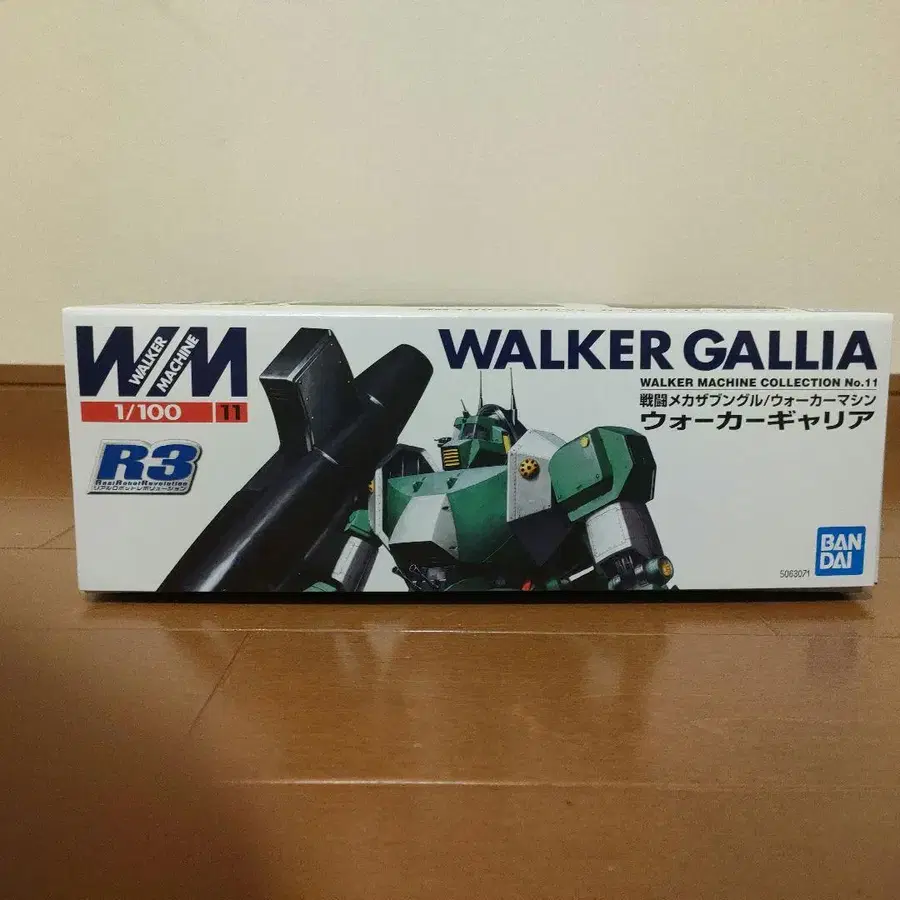 W/M
WALKER
MACHINE
1/100
11
R3
Real Robot Revolution
リアルロボットレボリューション
WALKER GALLIA
WALKER MACHINE COLLECTION No.11
戦闘メカザブングル/ウォーカーマシン
ウォーカーギャリア
BAN
DAI
5063071